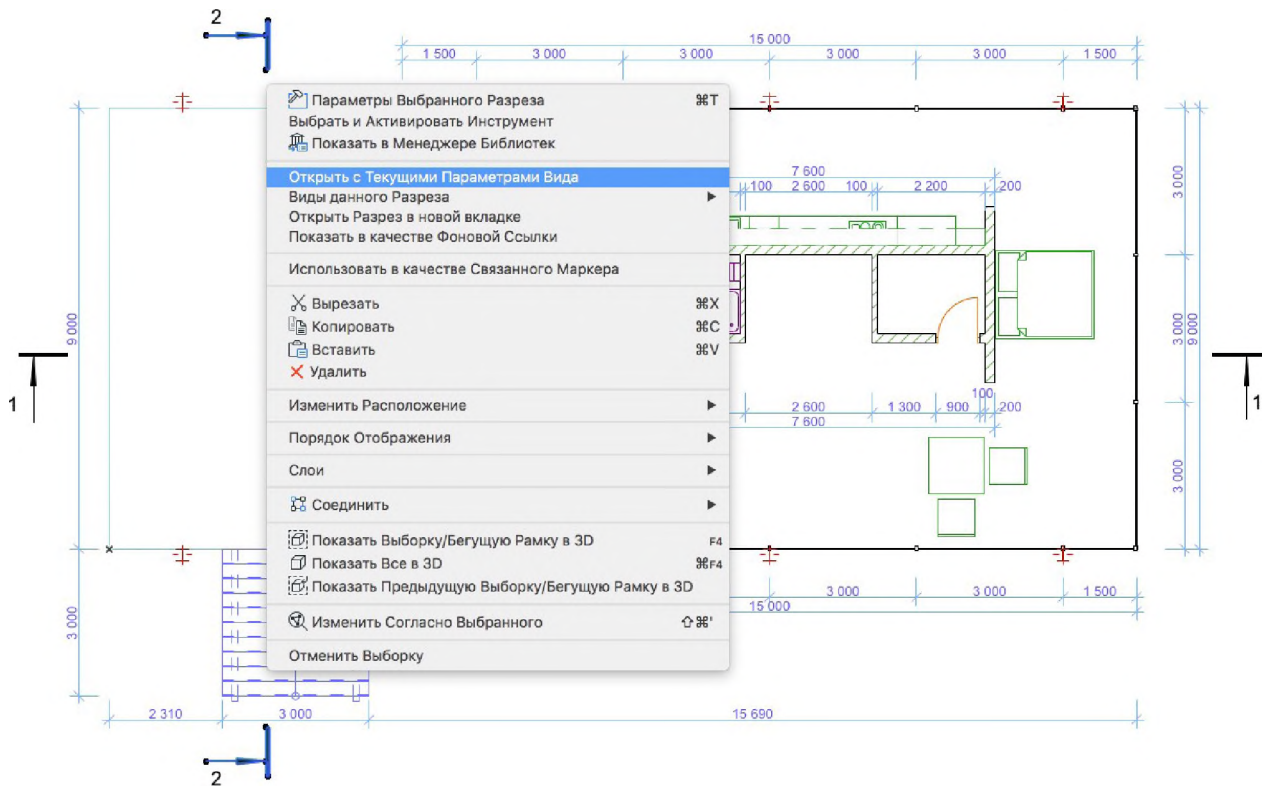 2
15 000
1 500 3 000 3 000 3 000 3 000 1 500
Параметры Выбранного Разреза ⌘T
Выбрать и Активировать Инструмент
Показать в Менеджере Библиотек
Открыть с Текущими Параметрами Вида
Виды данного Разреза
Открыть Разрез в новой вкладке
Показать в качестве Фоновой Ссылки
Использовать в качестве Связанного Маркера
Вырезать ⌘X
Копировать ⌘C
Вставить ⌘V
Удалить
Изменить Расположение
Порядок Отображения
Слои
Соединить
Показать Выборку/Бегущую Рамку в 3D F4
Показать Все в 3D ⌘F4
Показать Предыдущую Выборку/Бегущую Рамку в 3D
Изменить Согласно Выбранного ⇧⌘'
Отменить Выборку
7 600
100 2 600 100 2 200 200
3 000
9 000
3 000
9 000
1
1
100
2 600 1 300 900 200
7 600
3 000
3 000
3 000 3 000 1 500
15 000
2 310 3 000 15 690
2